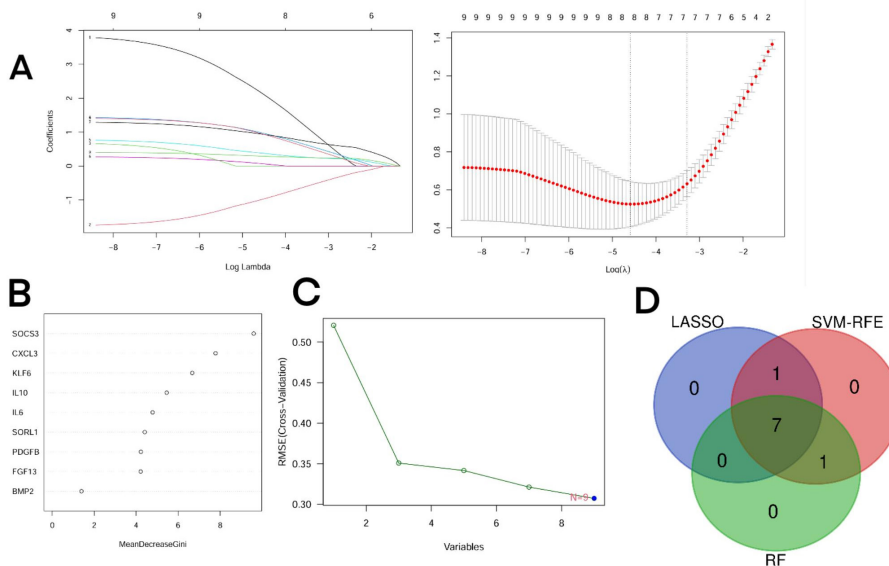 A
9 9 8 6
Coefficients
4
3
2
1
0
-1
-8 -7 -6 -5 -4 -3 -2
Log Lambda
9 9 9 9 9 9 9 9 9 9 9 8 8 8 7 7 7 7 7 7 6 5 4 2
1.4
1.2
1.0
0.8
0.6
0.4
-8 -7 -6 -5 -4 -3 -2
Log(λ)
B
SOCS3
CXCL3
KLF6
IL10
IL6
SORL1
PDGFB
FGF13
BMP2
0 2 4 6 8
MeanDecreaseGini
C
RMSE(Cross-Validation)
0.50
0.45
0.40
0.35
0.30
N=9
2 4 6 8
Variables
D
LASSO SVM-RFE
0 1 0
7
0 1
0
RF